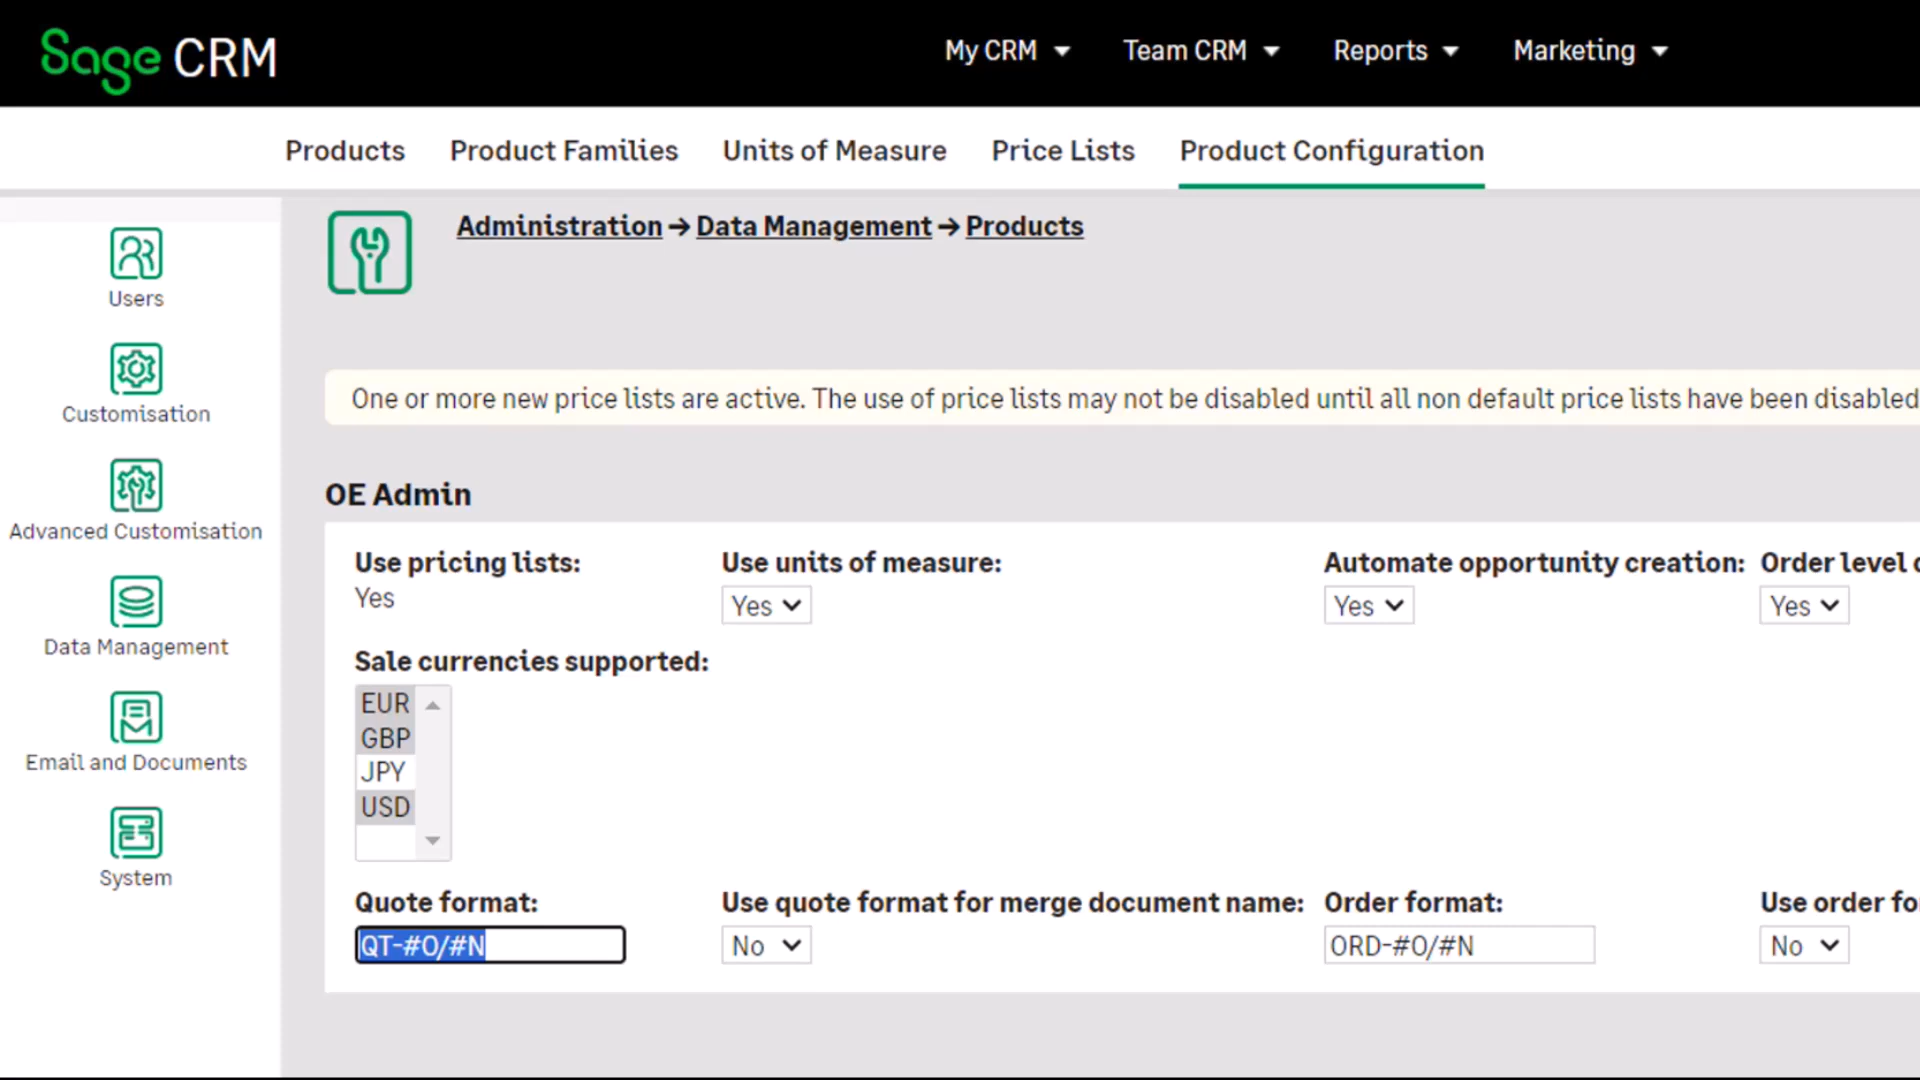 Sage CRM
My CRM Team CRM Reports Marketing
Products Product Families Units of Measure Price Lists Product Configuration
Administration → Data Management → Products
Users
Customisation
Advanced Customisation
Data Management
Email and Documents
System
One or more new price lists are active. The use of price lists may not be disabled until all non default price lists have been disabled
OE Admin
Use pricing lists: Use units of measure: Automate opportunity creation: Order level
Yes Yes Yes Yes
Sale currencies supported:
EUR
GBP
JPY
USD
Quote format: Use quote format for merge document name: Order format: Use order fo
QT-#O/#N No ORD-#O/#N No